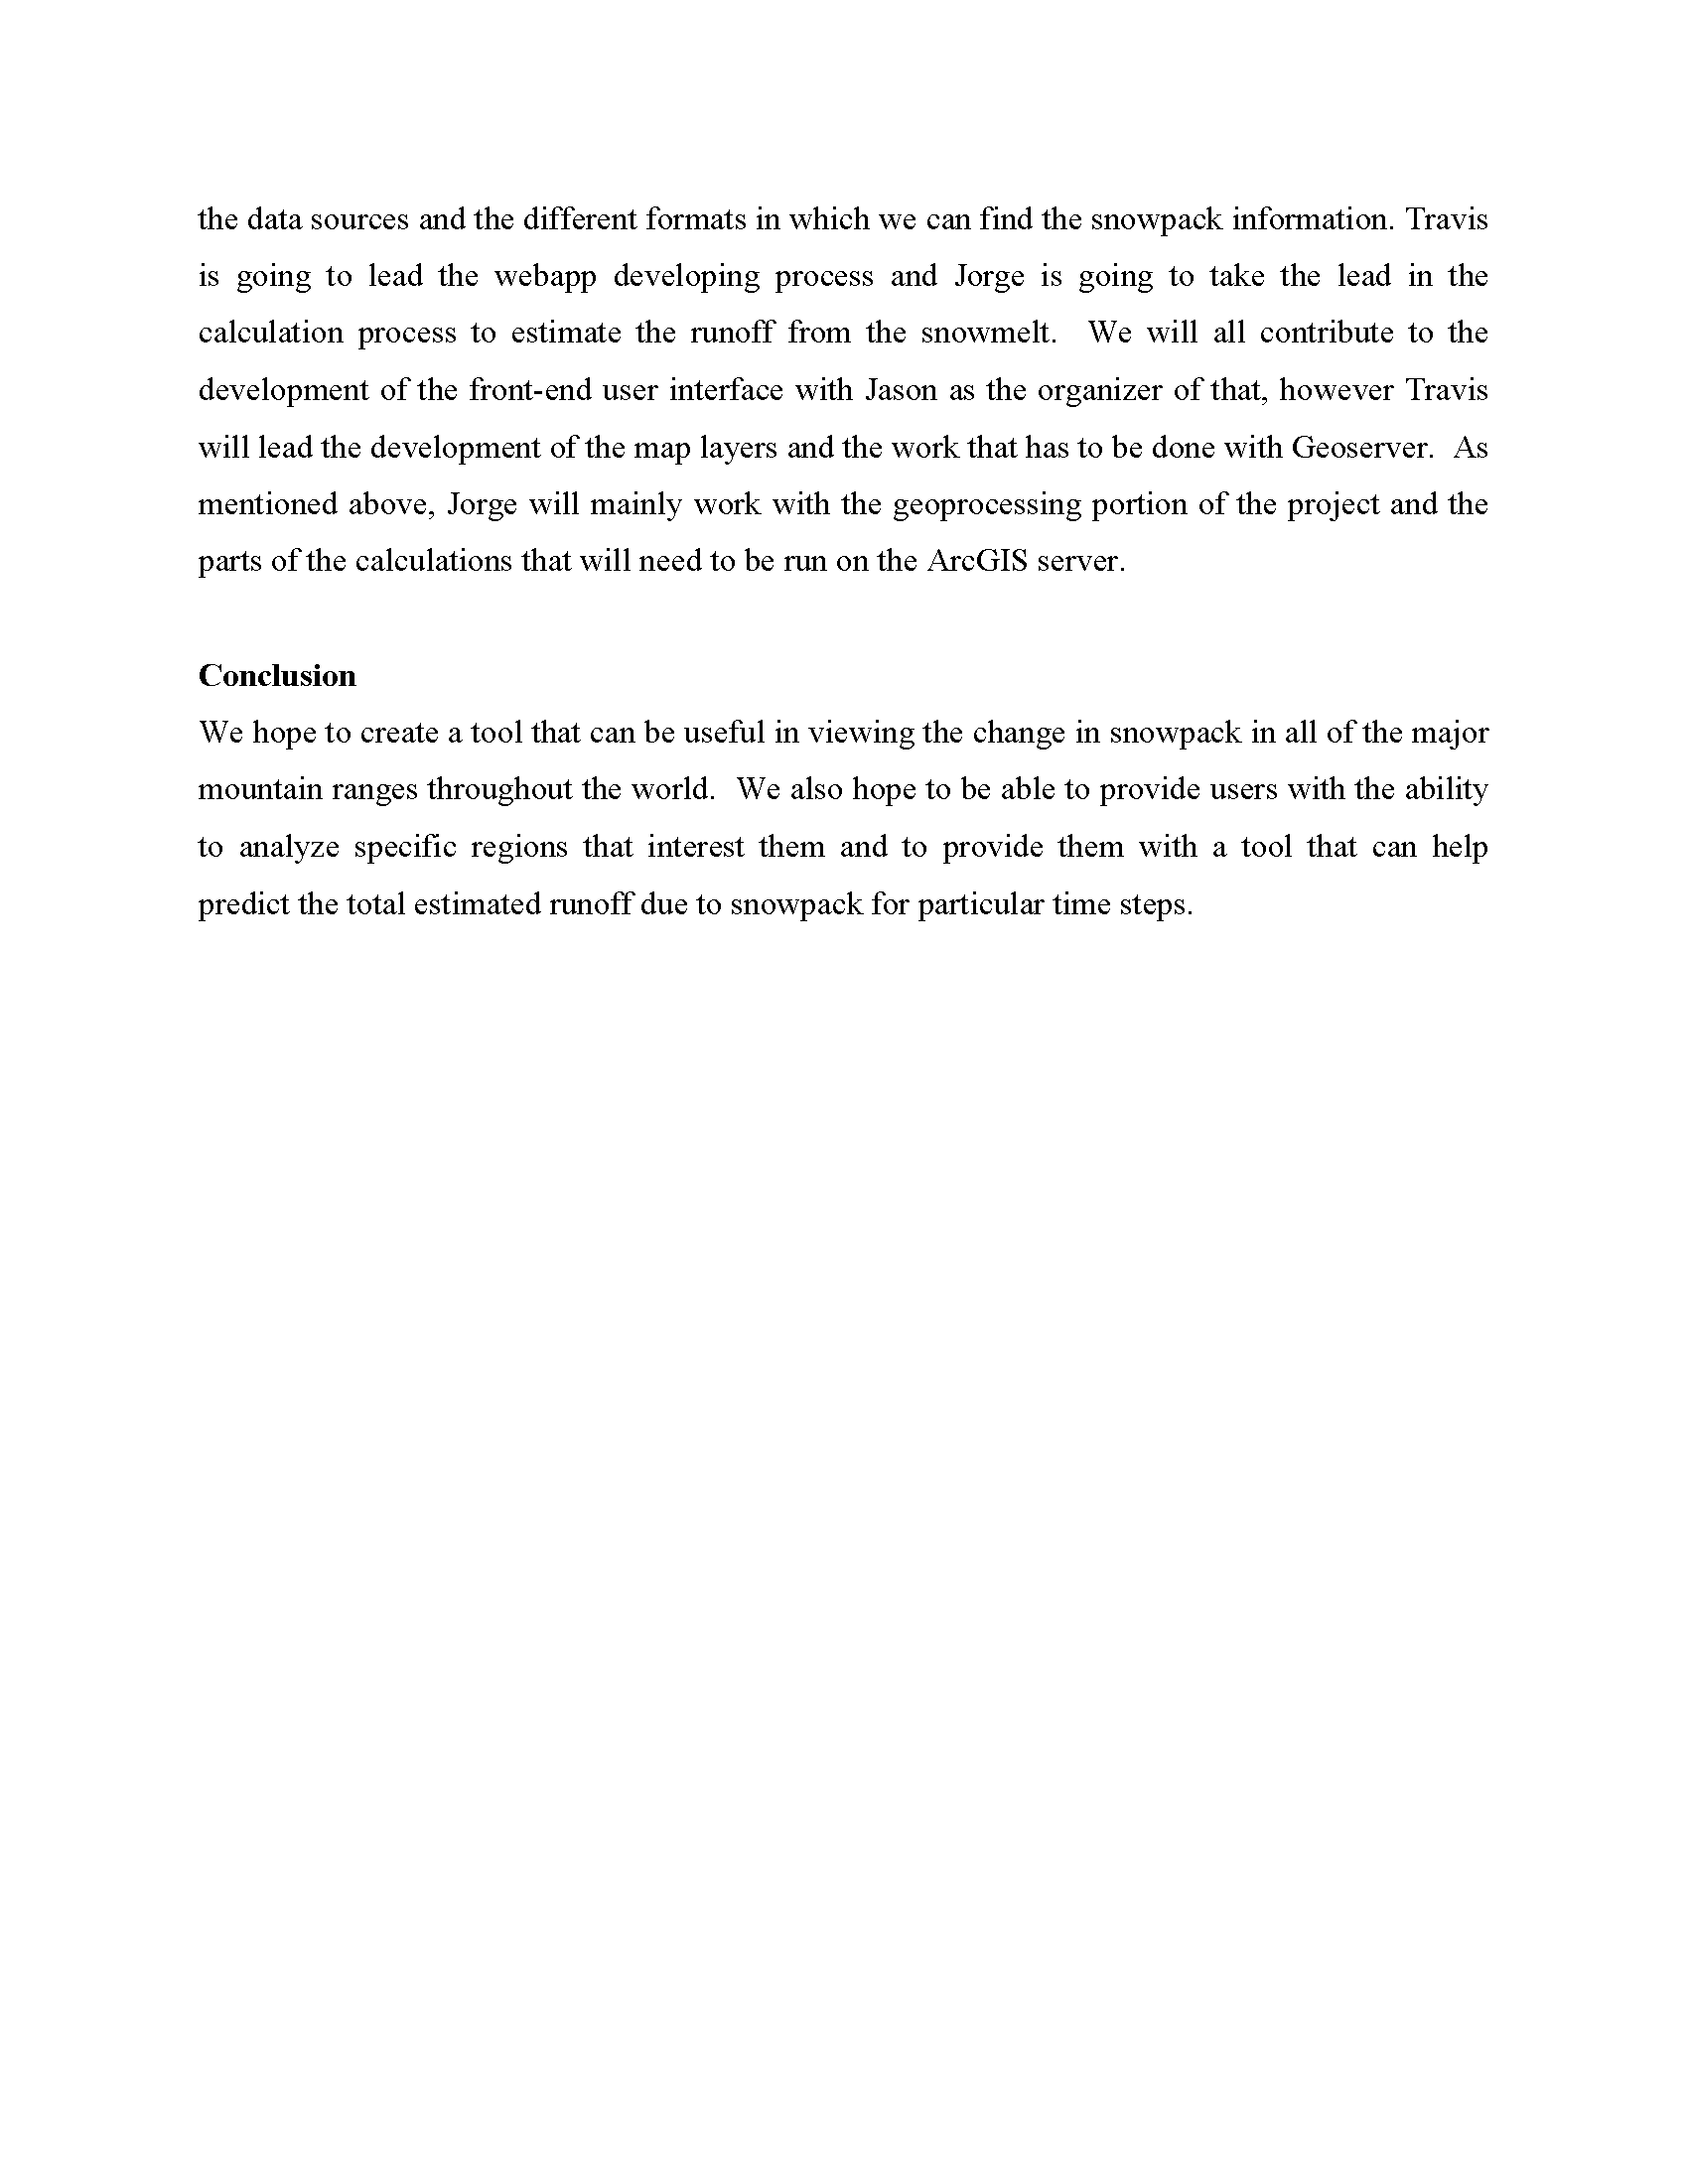 the data sources and the different formats in which we can find the snowpack information. Travis
is going to lead the webapp developing process and Jorge is going to take the lead in the
calculation process to estimate the runoff from the snowmelt.  We will all contribute to the
development of the front-end user interface with Jason as the organizer of that, however Travis
will lead the development of the map layers and the work that has to be done with Geoserver.  As
mentioned above, Jorge will mainly work with the geoprocessing portion of the project and the
parts of the calculations that will need to be run on the ArcGIS server.
Conclusion
We hope to create a tool that can be useful in viewing the change in snowpack in all of the major
mountain ranges throughout the world.  We also hope to be able to provide users with the ability
to analyze specific regions that interest them and to provide them with a tool that can help
predict the total estimated runoff due to snowpack for particular time steps.